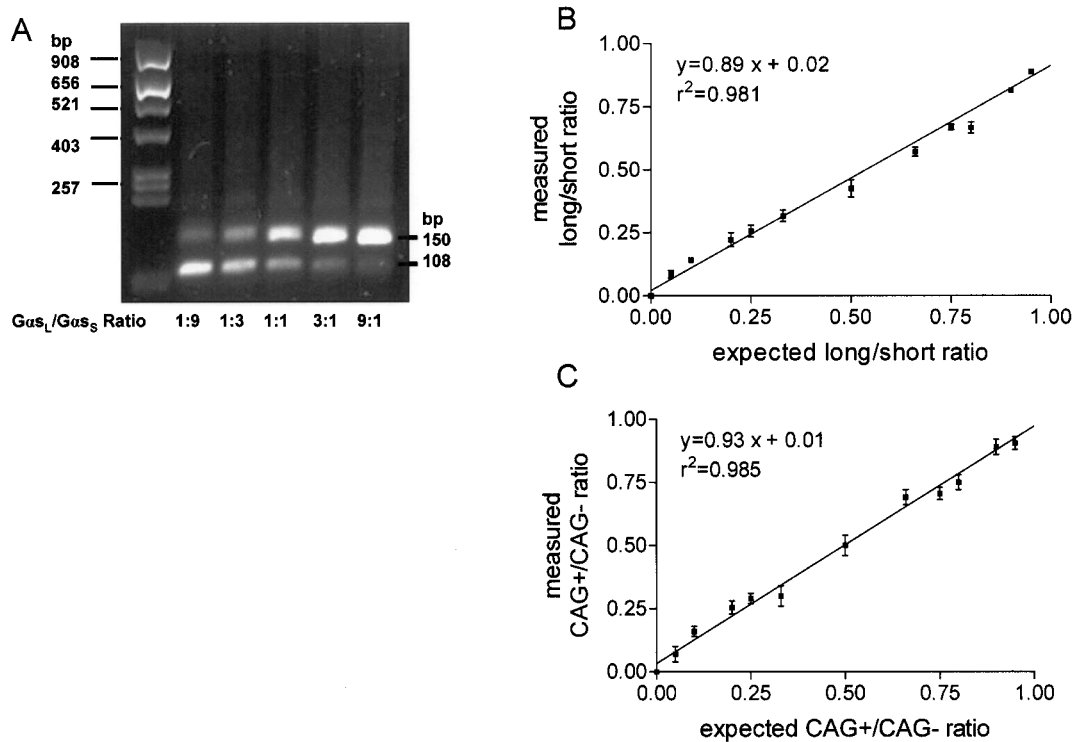 A
bp
908
656
521
403
257
bp
150
108
GαsL/GαsS Ratio 1:9 1:3 1:1 3:1 9:1
B
y=0.89 x + 0.02
r2=0.981
measured
long/short ratio
1.00
0.75
0.50
0.25
0.00
0.00 0.25 0.50 0.75 1.00
expected long/short ratio
C
y=0.93 x + 0.01
r2=0.985
measured
CAG+/CAG- ratio
1.00
0.75
0.50
0.25
0.00
0.00 0.25 0.50 0.75 1.00
expected CAG+/CAG- ratio